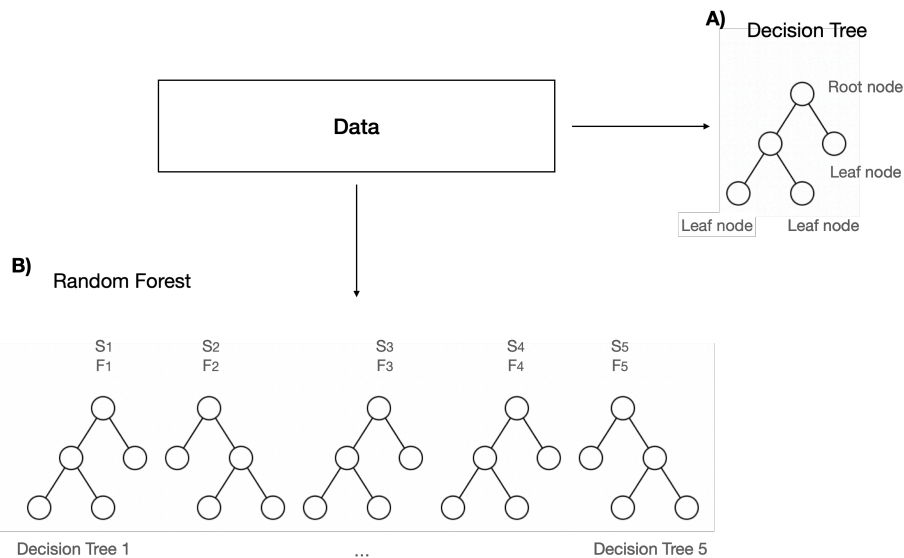 A)
Decision Tree
Data
Root node
Leaf node
Leaf node
Leaf node
B)
Random Forest
S1
F1
S2
F2
S3
F3
S4
F4
S5
F5
Decision Tree 1
...
Decision Tree 5